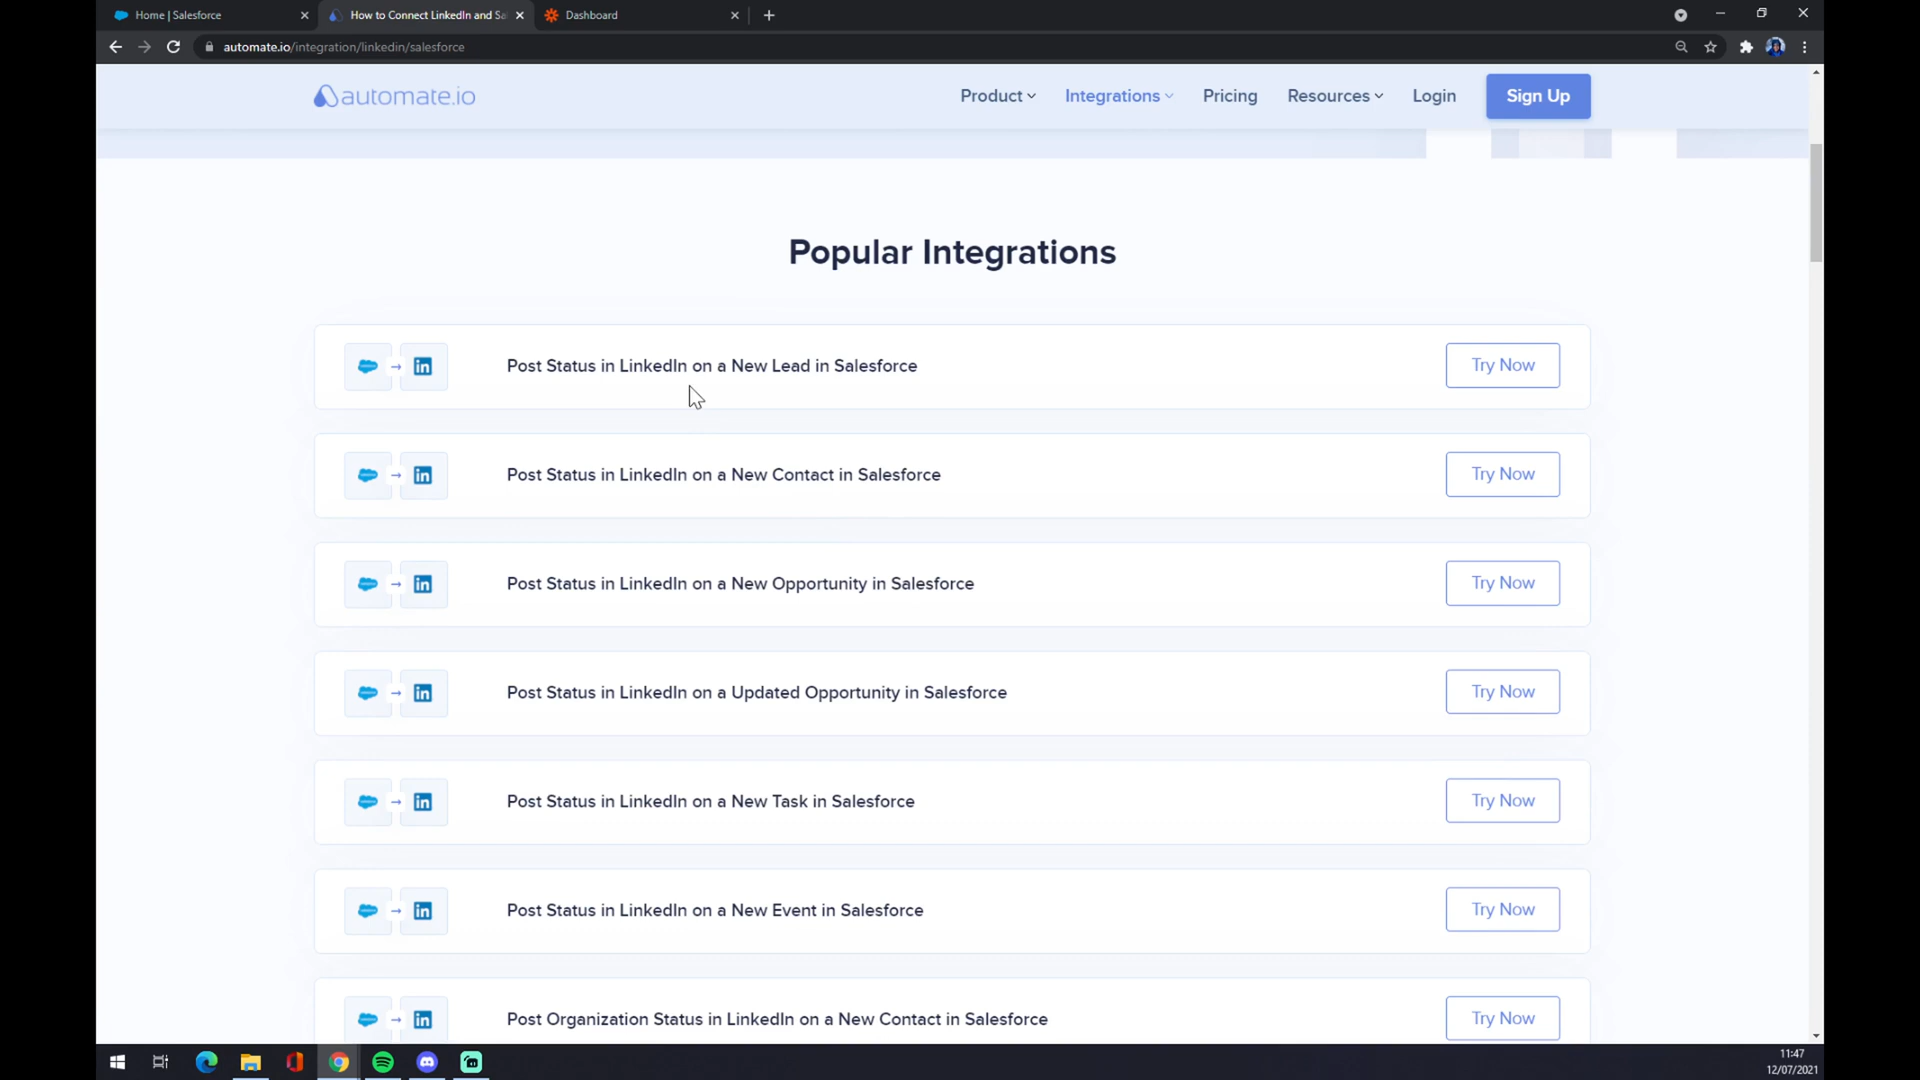 Home | Salesforce
How to Connect LinkedIn and Sa
Dashboard
automate.io/integration/linkedin/salesforce
automate.io
Product
Integrations
Pricing
Resources
Login
Sign Up
Popular Integrations
Post Status in LinkedIn on a New Lead in Salesforce
Try Now
Post Status in LinkedIn on a New Contact in Salesforce
Try Now
Post Status in LinkedIn on a New Opportunity in Salesforce
Try Now
Post Status in LinkedIn on a Updated Opportunity in Salesforce
Try Now
Post Status in LinkedIn on a New Task in Salesforce
Try Now
Post Status in LinkedIn on a New Event in Salesforce
Try Now
Post Organization Status in LinkedIn on a New Contact in Salesforce
Try Now
11:47
12/07/2021